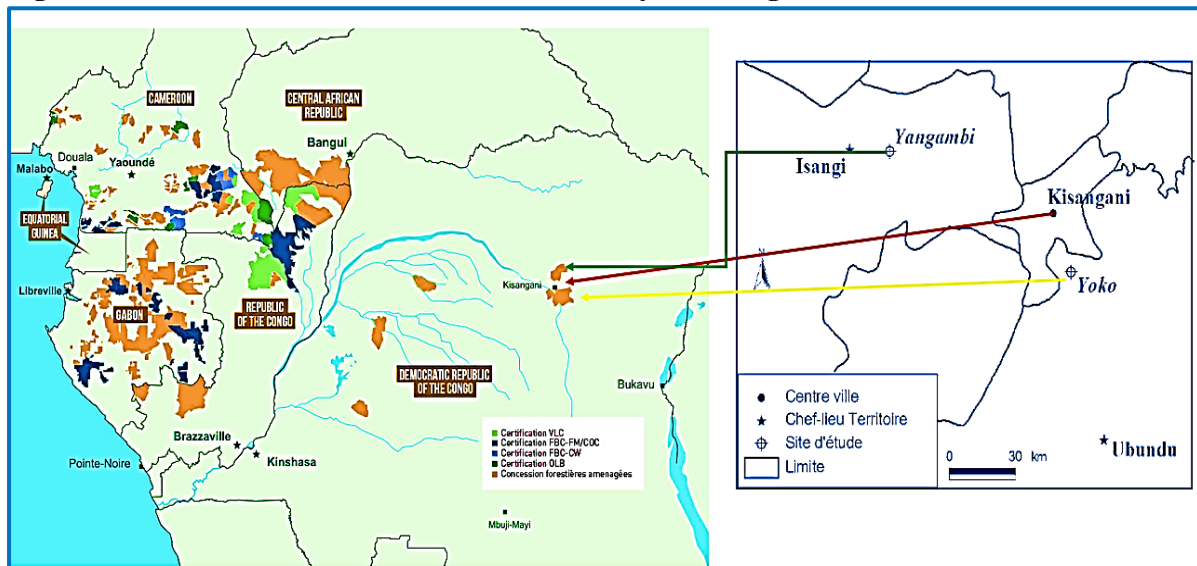 CAMEROON
CENTRAL AFRICAN
REPUBLIC
Bangui
Douala
Yaoundé
Malabo
EQUATORIAL
GUINEA
Libreville
GABON
REPUBLIC
OF THE CONGO
Kisangani
DEMOCRATIC REPUBLIC
OF THE CONGO
Bukavu
Brazzaville
Pointe-Noire
Kinshasa
Mbuji-Mayi
Certification VLC
Certification FBC-FM/COC
Certification FBC-CW
Certification OLB
Concession forestières amenagées
Yangambi
Isangi
Kisangani
Yoko
Ubundu
Centre ville
Chef-lieu Territoire
Site d'étude
Limite
0 30
km